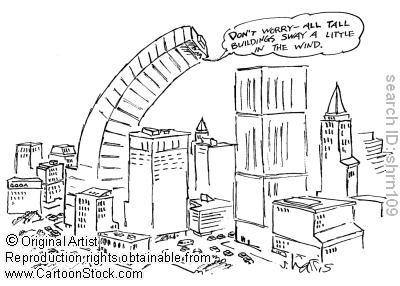 DON'T WORRY—ALL TALL
BUILDINGS SWAY A LITTLE
IN THE WIND.
search ID: shrn109
© Original Artist
Reproduction rights obtainable from
www.CartoonStock.com
S. Harris